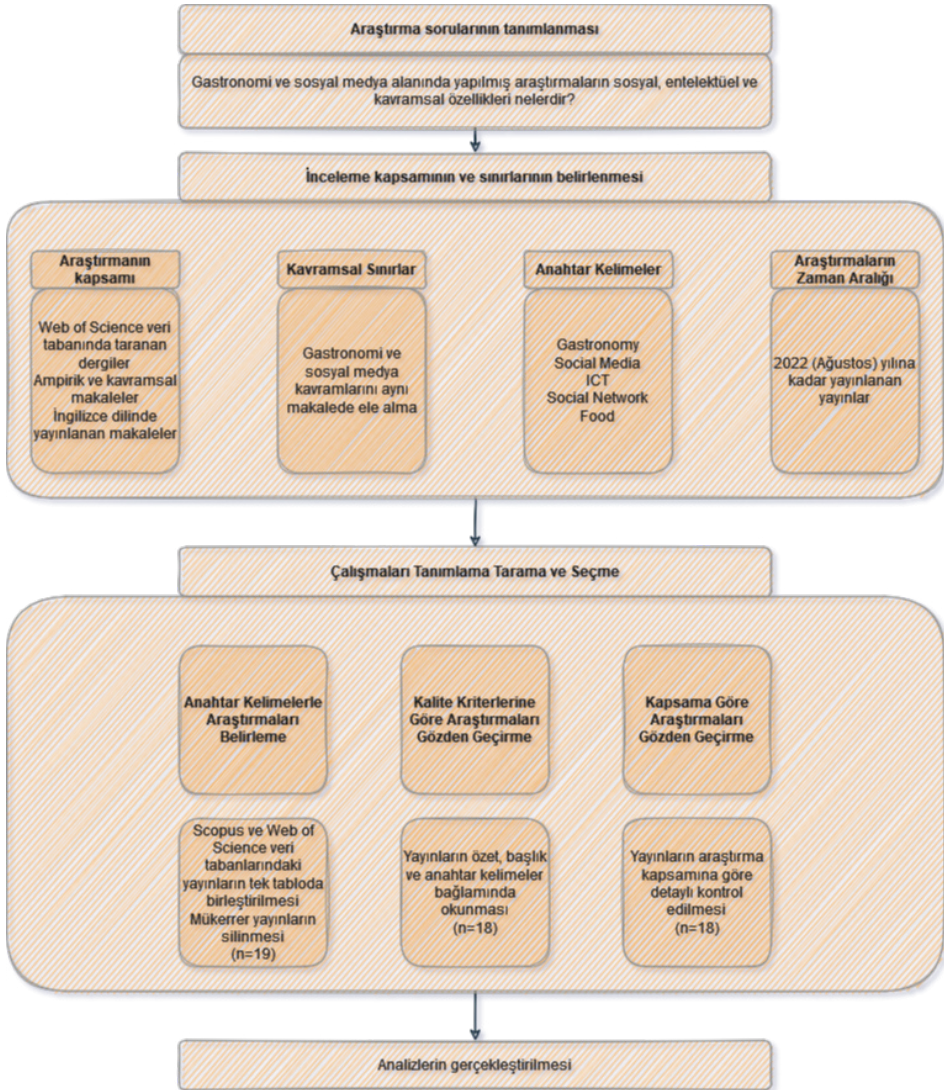 Araştırma sorularının tanımlanması
Gastronomi ve sosyal medya alanında yapılmış araştırmaların sosyal, entelektüel ve
kavramsal özellikleri nelerdir?
İnceleme kapsamının ve sınırlarının belirlenmesi
Araştırmanın
kapsamı
Web of Science veri
tabanında taranan
dergiler
Ampirik ve kavramsal
makaleler
İngilizce dilinde
yayınlanan makaleler
Kavramsal Sınırlar
Gastronomi ve
sosyal medya
kavramlarını aynı
makalede ele alma
Anahtar Kelimeler
Gastronomy
Social Media
ICT
Social Network
Food
Araştırmaların
Zaman Aralığı
2022 (Ağustos) yılına
kadar yayınlanan
yayınlar
Çalışmaları Tanımlama Tarama ve Seçme
Anahtar Kelimelerle
Araştırmaları
Belirleme
Scopus ve Web of
Science veri
tabanlarındaki
yayınların tek tabloda
birleştirilmesi
Mükerrer yayınların
silinmesi
(n=19)
Kalite Kriterlerine
Göre Araştırmaları
Gözden Geçirme
Yayınların özet, başlık
ve anahtar kelimeler
bağlamında
okunması
(n=18)
Kapsama Göre
Araştırmaları
Gözden Geçirme
Yayınların araştırma
kapsamına göre
detaylı kontrol
edilmesi
(n=18)
Analizlerin gerçekleştirilmesi